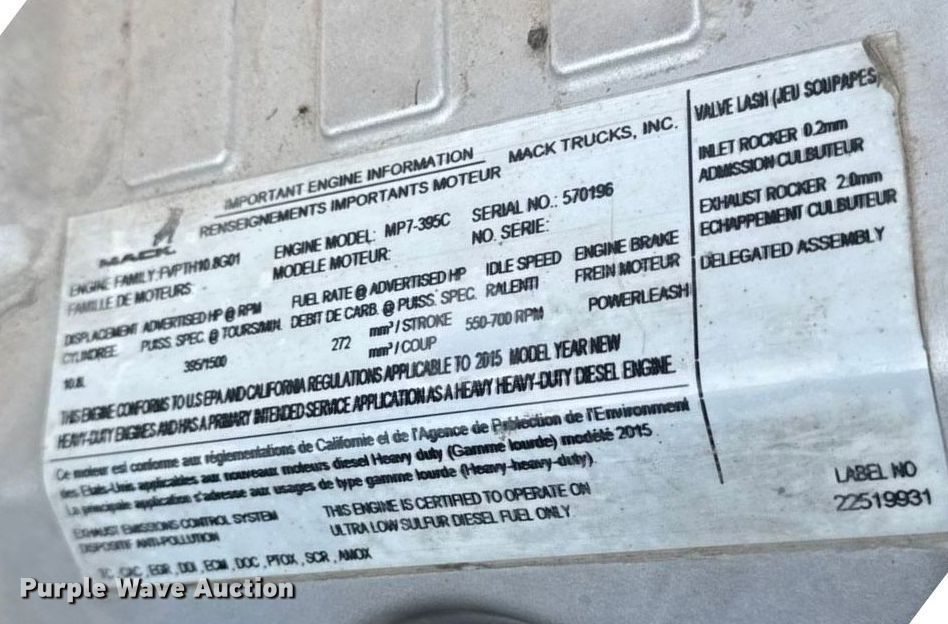 IMPORTANT ENGINE INFORMATION MACK TRUCKS, INC.
RENSEIGNEMENTS IMPORTANTS MOTEUR
MACK
ENGINE FAMILY: FVPTH10.8G01 ENGINE MODEL: MP7-395C SERIAL NO.: 570196
FAMILLE DE MOTEURS: MODELE MOTEUR: NO. SERIE:
DISPLACEMENT ADVERTISED HP @ RPM FUEL RATE @ ADVERTISED HP IDLE SPEED ENGINE BRAKE
CYLINDREE PUISS. SPEC. @ TOURS/MIN. DEBIT DE CARB. @ PUISS. SPEC. RALENTI FREIN MOTEUR
10.8L 395/1500 272 mm³/STROKE 550-700 RPM POWERLEASH
mm³/COUP
THIS ENGINE CONFORMS TO U.S EPA AND CALIFORNIA REGULATIONS APPLICABLE TO 2015 MODEL YEAR NEW
HEAVY-DUTY ENGINES AND HAS A PRIMARY INTENDED SERVICE APPLICATION AS A HEAVY HEAVY-DUTY DIESEL ENGINE.
Ce moteur est conforme aux réglementations de Californie et de l'Agence de Protection de l'Environment
des Etats-Unis applicables aux nouveaux moteurs diesel Heavy duty (Gamme lourde) modèlé 2015
La principale application s'adresse aux usages de type gamme lourde (Heavy-heavy-duty)
EXHAUST EMISSIONS CONTROL SYSTEM THIS ENGINE IS CERTIFIED TO OPERATE ON
DISPOSITIF ANTI-POLLUTION ULTRA LOW SULFUR DIESEL FUEL ONLY
TC , CAC , EGR , DDI , ECM , DOC , PTOX , SCR , AMOX
VALVE LASH (JEU SOUPAPES)
INLET ROCKER 0.2mm
ADMISSION CULBUTEUR
EXHAUST ROCKER 2.0mm
ECHAPPEMENT CULBUTEUR
DELEGATED ASSEMBLY
LABEL NO
22519931
Purple Wave Auction